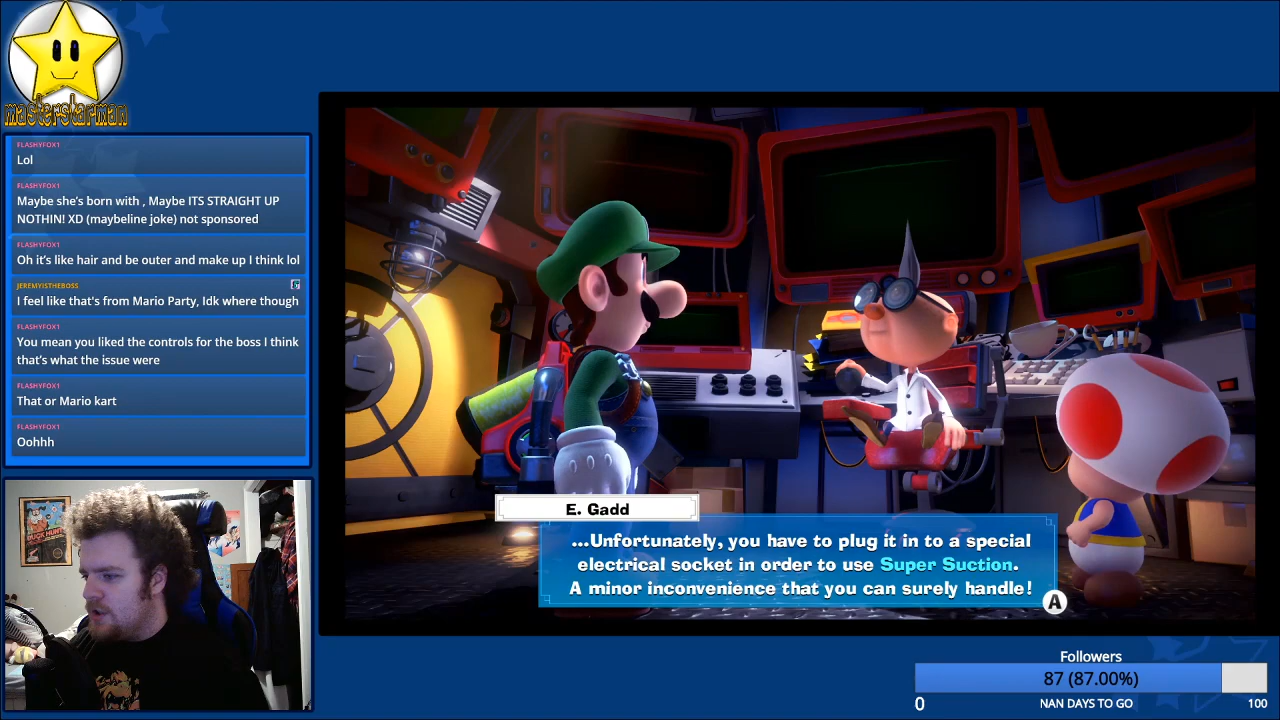 masterstarman
FLASHYFOX1
Lol
FLASHYFOX1
Maybe she's born with , Maybe ITS STRAIGHT UP
NOTHIN! XD (maybeline joke) not sponsored
FLASHYFOX1
Oh it's like hair and be outer and make up I think lol
JEREMYISTHEBOSS
I feel like that's from Mario Party, Idk where though
FLASHYFOX1
You mean you liked the controls for the boss I think
that's what the issue were
FLASHYFOX1
That or Mario kart
FLASHYFOX1
Oohhh
DUCK HUNT
E. Gadd
...Unfortunately, you have to plug it in to a special
electrical socket in order to use Super Suction.
A minor inconvenience that you can surely handle!
A
Followers
87 (87.00%)
0 NAN DAYS TO GO 100